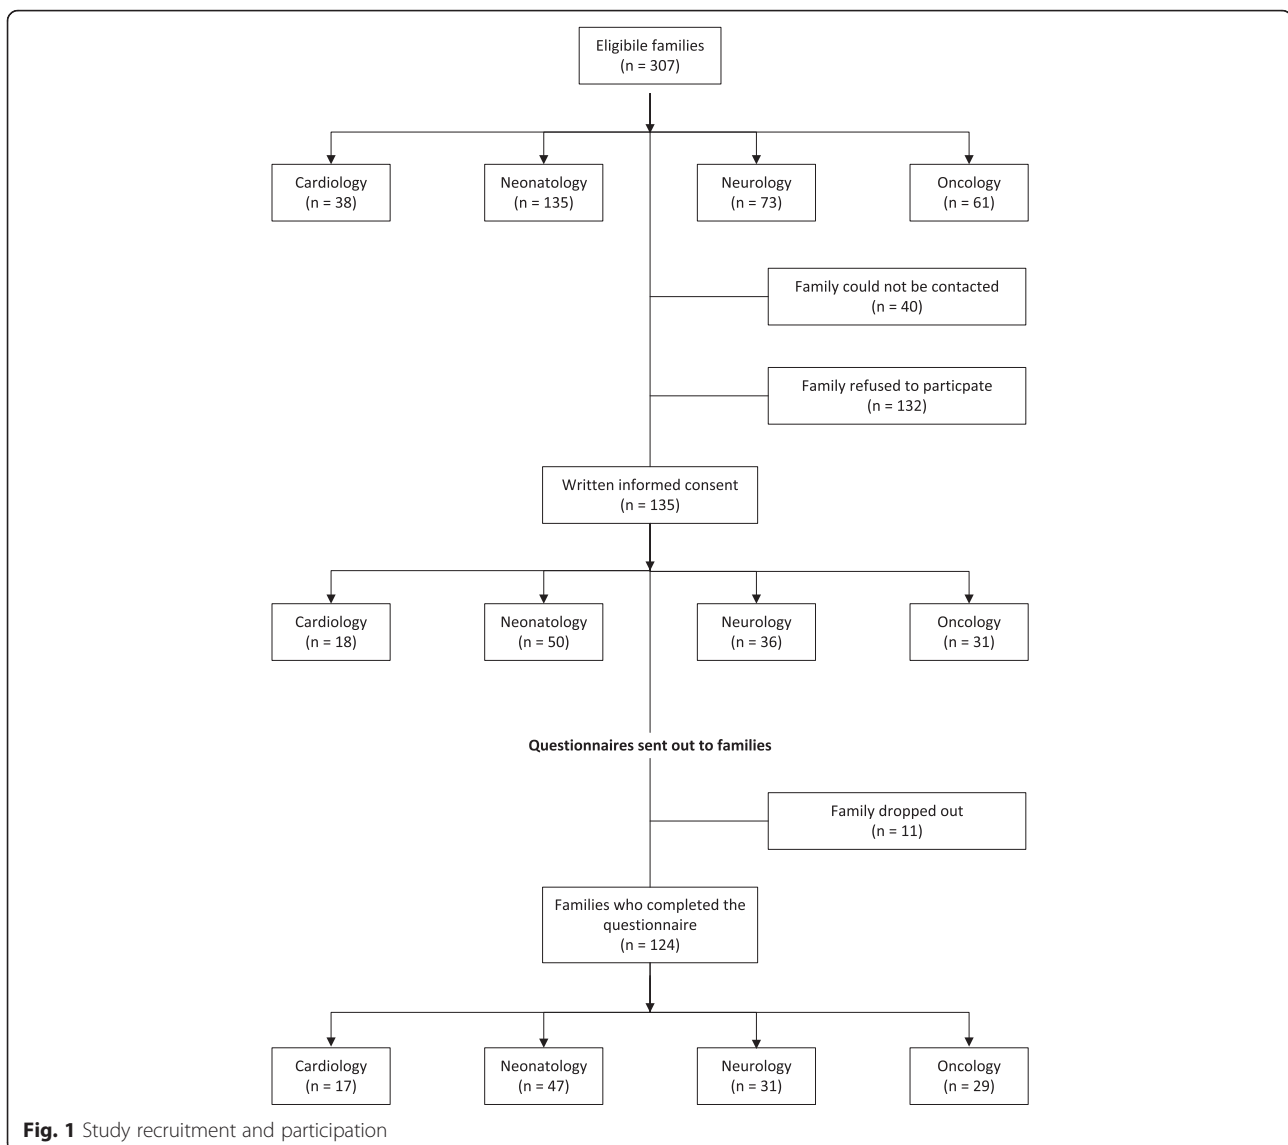 Eligibile families
(n = 307)
Cardiology
(n = 38)
Neonatology
(n = 135)
Neurology
(n = 73)
Oncology
(n = 61)
Family could not be contacted
(n = 40)
Family refused to particpate
(n = 132)
Written informed consent
(n = 135)
Cardiology
(n = 18)
Neonatology
(n = 50)
Neurology
(n = 36)
Oncology
(n = 31)
Questionnaires sent out to families
Family dropped out
(n = 11)
Families who completed the
questionnaire
(n = 124)
Cardiology
(n = 17)
Neonatology
(n = 47)
Neurology
(n = 31)
Oncology
(n = 29)
Fig. 1 Study recruitment and participation